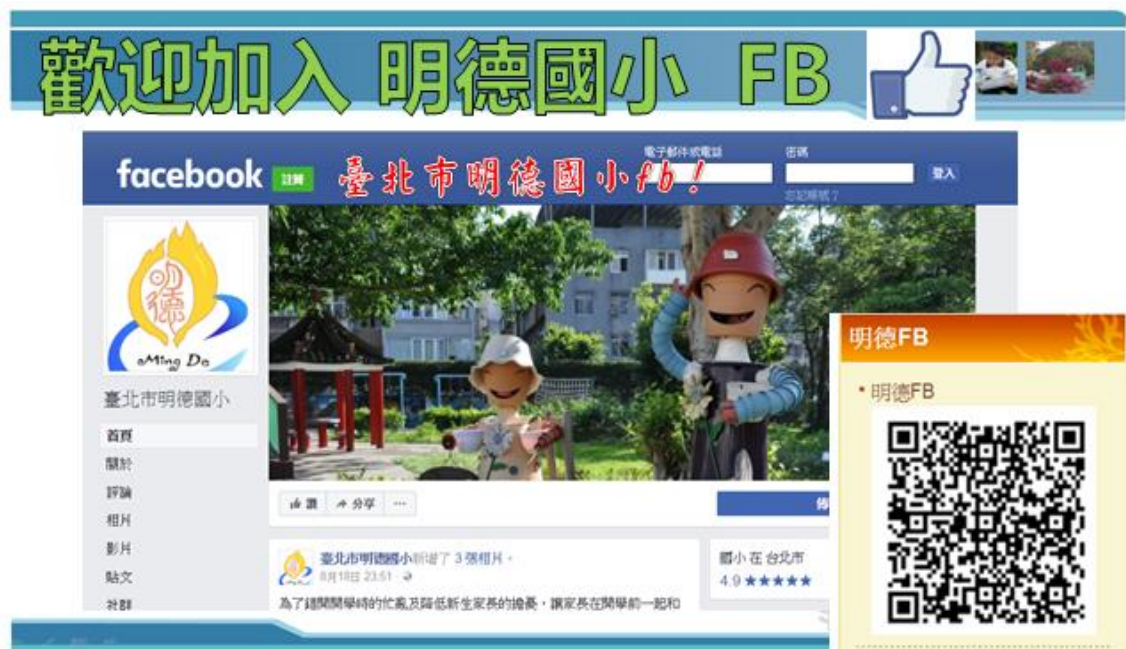 歡迎加入 明德國小 FB
facebook
註冊
臺北市明德國小fb!
電子郵件或電話
密碼
登入
忘記帳號?
明德
Ming De
臺北市明德國小
首頁
關於
評論
相片
影片
貼文
社群
讚 分享 ...
臺北市明德國小新增了 3 張相片。
8月18日 23:51
為了錯開開學時的忙亂及降低新生家長的擔憂,讓家長在開學前一起和
國小 在 台北市
4.9 ★★★★★
明德FB
• 明德FB